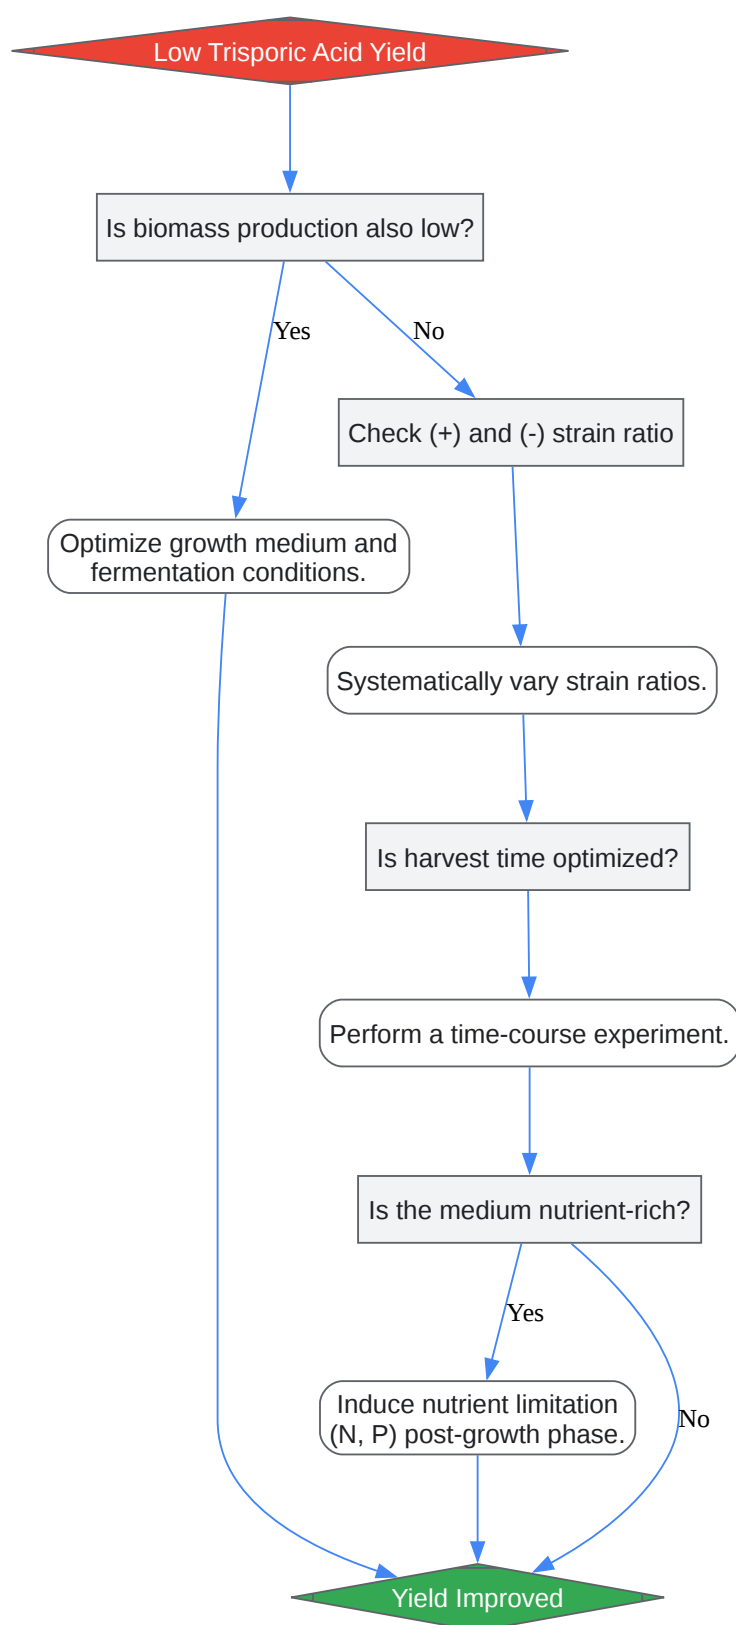 Low Trisporic Acid Yield
Is biomass production also low?
Yes
No
Check (+) and (-) strain ratio
Optimize growth medium and
fermentation conditions.
Systematically vary strain ratios.
Is harvest time optimized?
Perform a time-course experiment.
Is the medium nutrient-rich?
Yes
Induce nutrient limitation
(N, P) post-growth phase.
No
Yield Improved